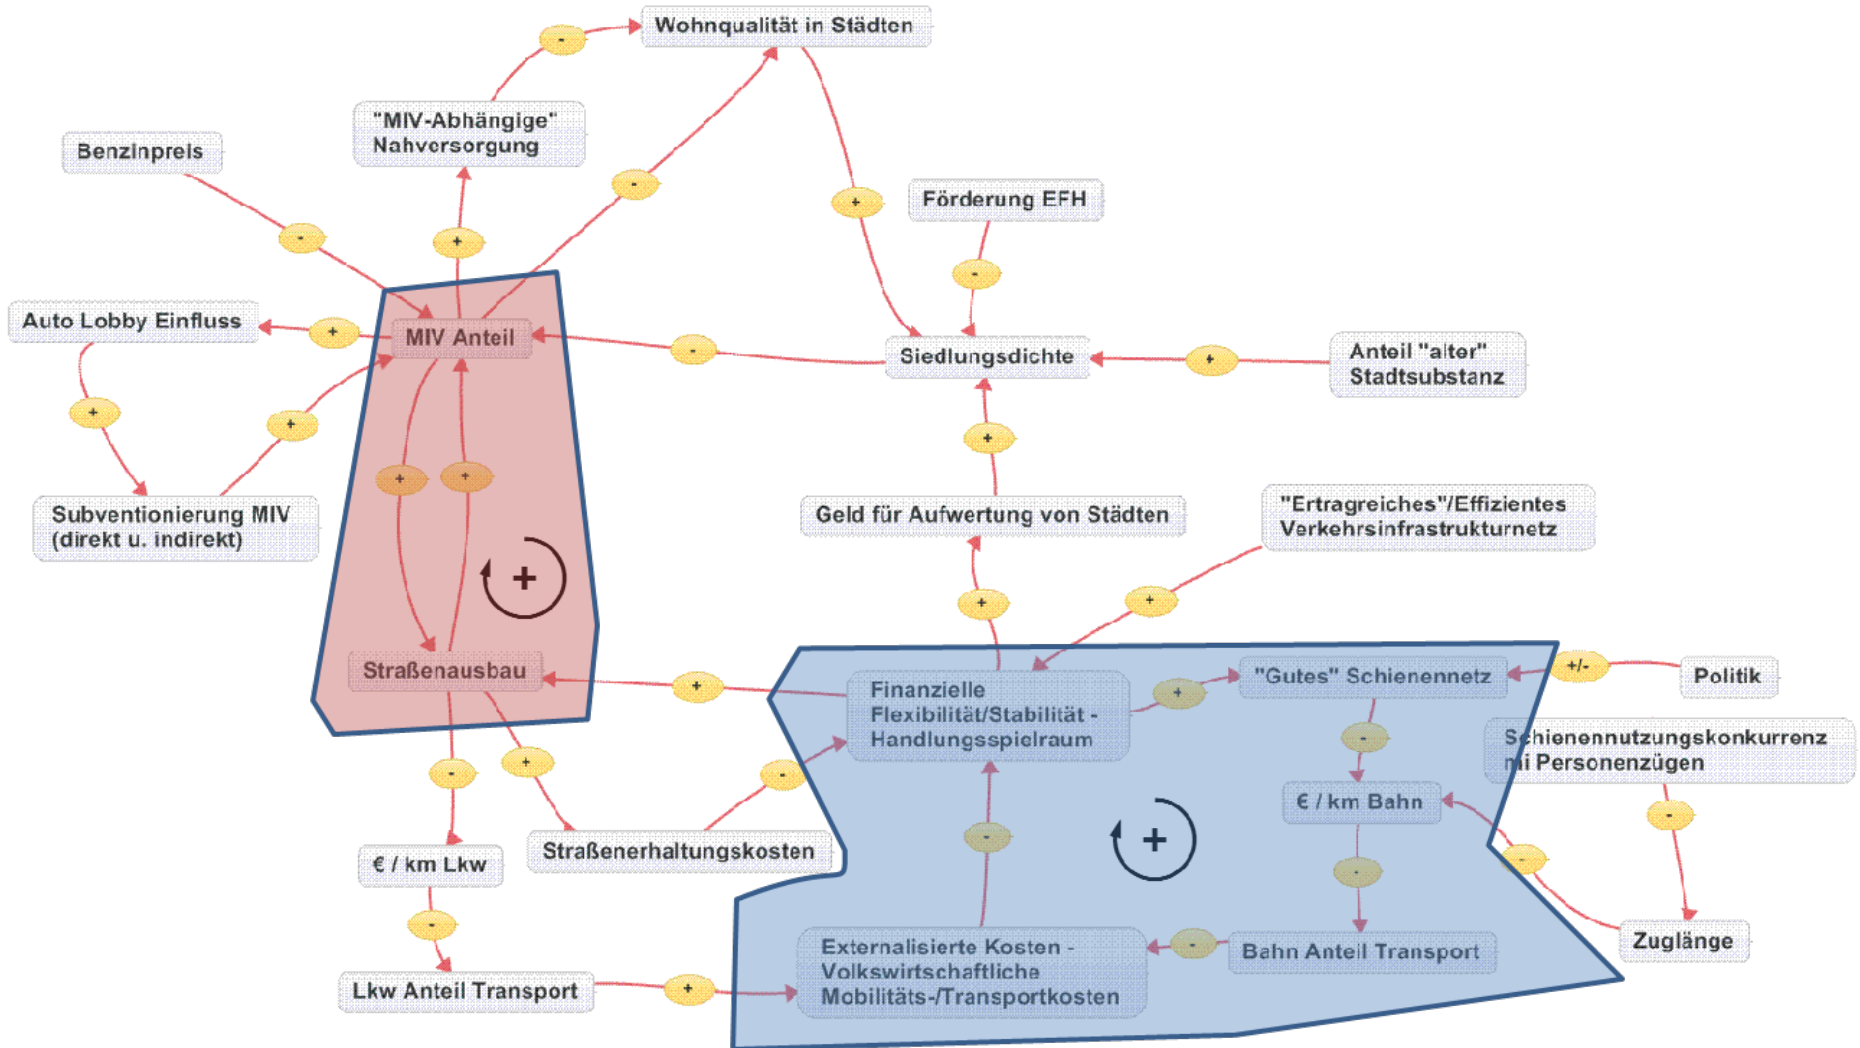 Wohnqualität in Städten
-
"MIV-Abhängige"
Nahversorgung
Benzinpreis
-
+
-
+
Förderung EFH
-
Auto Lobby Einfluss
+
MIV Anteil
-
Siedlungsdichte
+
Anteil "alter"
Stadtsubstanz
+
+
+
+
+
Subventionierung MIV
(direkt u. indirekt)
Geld für Aufwertung von Städten
"Ertragreiches"/Effizientes
Verkehrsinfrastrukturnetz
+
+
+
Straßenausbau
+
Finanzielle
Flexibilität/Stabilität -
Handlungsspielraum
+
"Gutes" Schienennetz
+/-
Politik
Schienennutzungskonkurrenz
mi Personenzügen
-
+
-
-
€ / km Bahn
-
-
+
€ / km Lkw
Straßenerhaltungskosten
-
-
-
Externalisierte Kosten -
Volkswirtschaftliche
Mobilitäts-/Transportkosten
-
Bahn Anteil Transport
Zuglänge
Lkw Anteil Transport
+